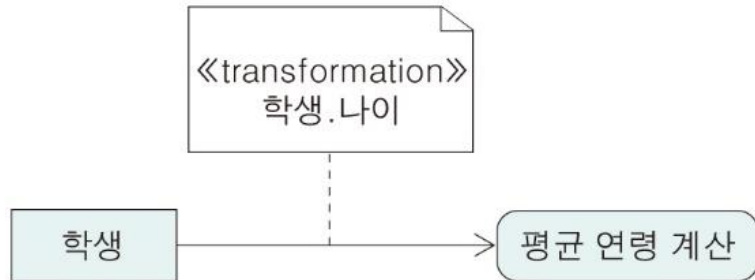 ≪transformation≫
학생.나이
학생
평균 연령 계산